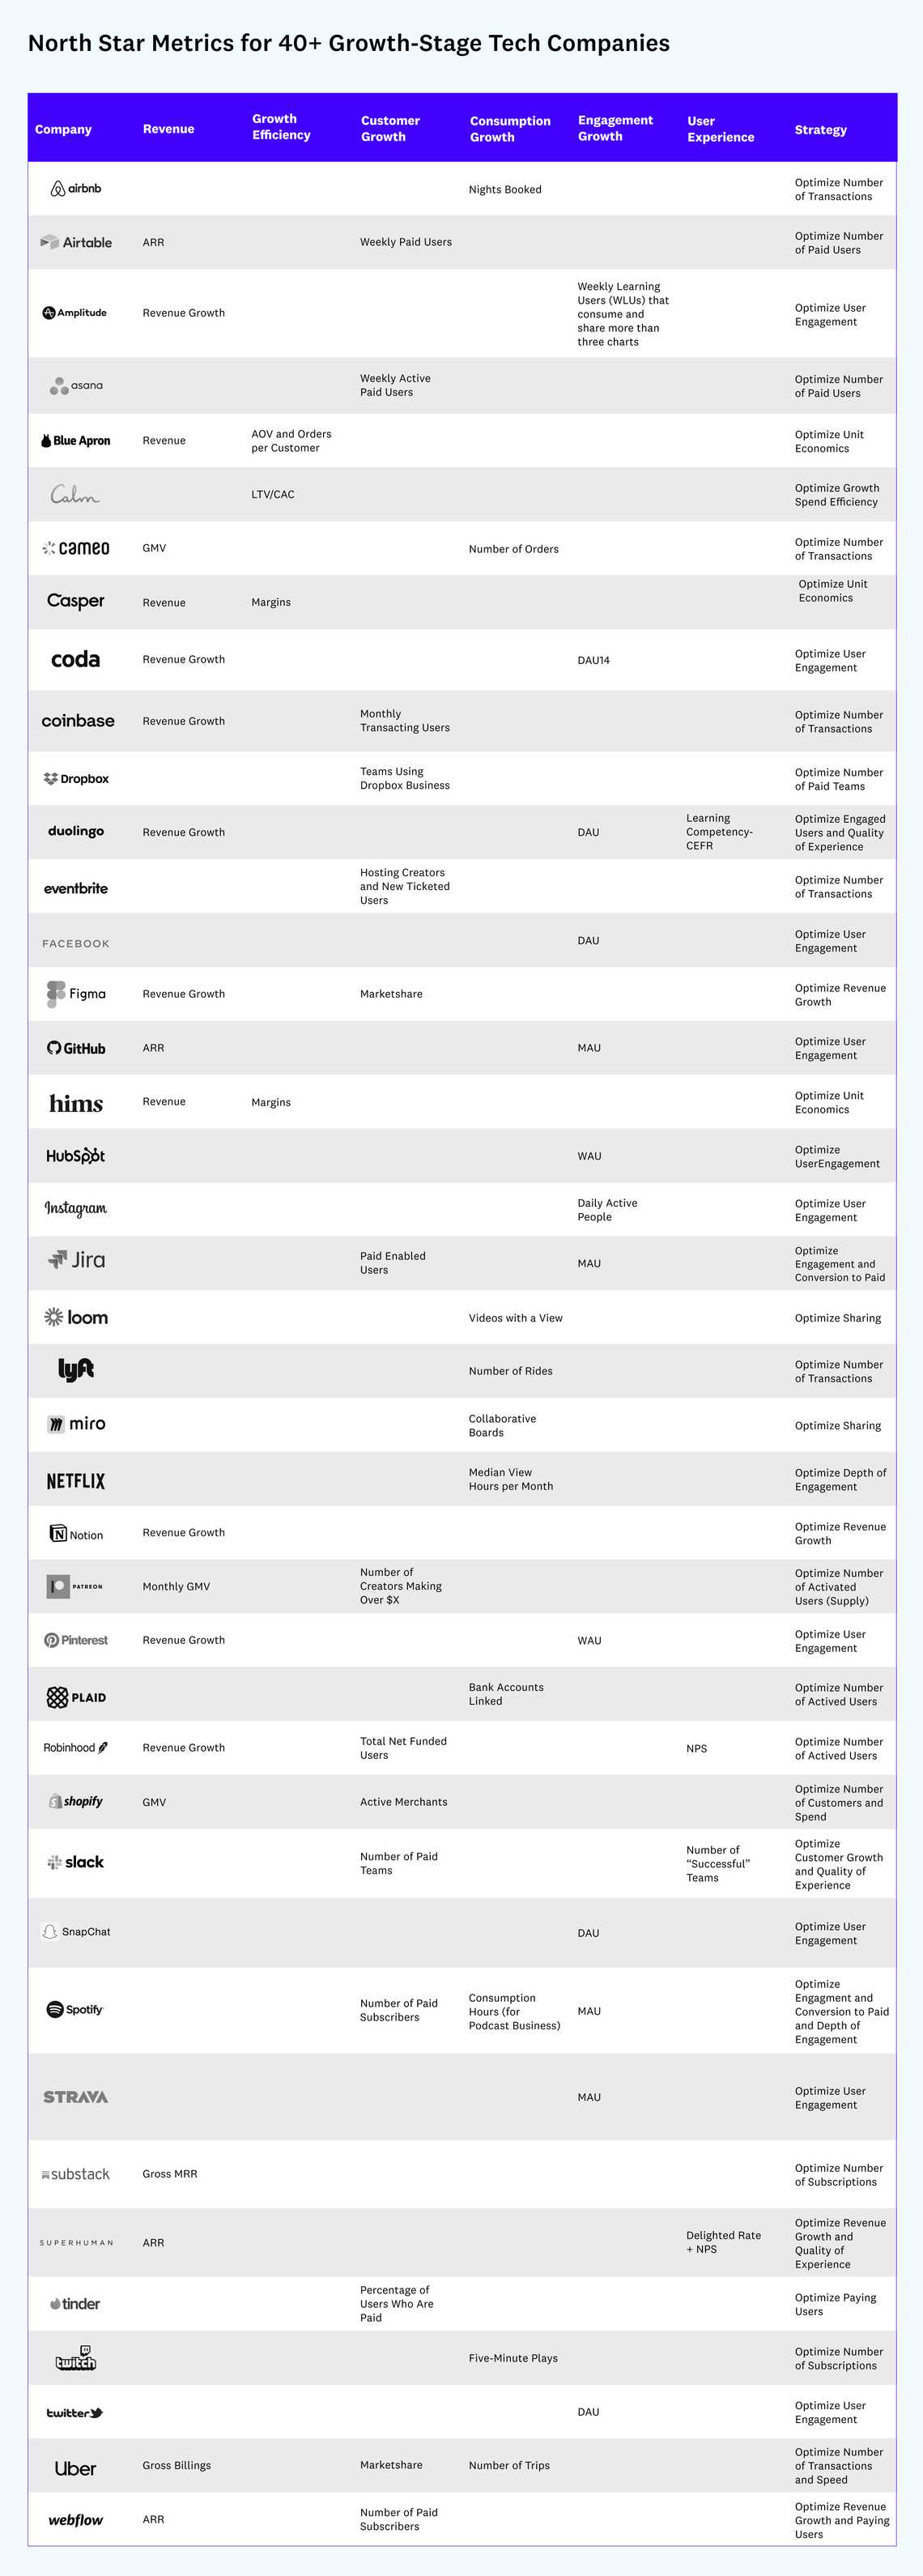 North Star Metrics for 40+ Growth-Stage Tech Companies
Company
Revenue
Growth
Efficiency
Customer
Growth
Consumption
Growth
Engagement
Growth
User
Experience
Strategy
airbnb
Nights Booked
Optimize Number
of Transactions
Airtable
ARR
Weekly Paid Users
Optimize Number
of Paid Users
Amplitude
Revenue Growth
Weekly Learning
Users (WLUs) that
consume and
share more than
three charts
Optimize User
Engagement
asana
Weekly Active
Paid Users
Optimize Number
of Paid Users
Blue Apron
Revenue
AOV and Orders
per Customer
Optimize Unit
Economics
Calm
LTV/CAC
Optimize Growth
Spend Efficiency
cameo
GMV
Number of Orders
Optimize Number
of Transactions
Casper
Revenue
Margins
Optimize Unit
Economics
coda
Revenue Growth
DAU14
Optimize User
Engagement
coinbase
Revenue Growth
Monthly
Transacting Users
Optimize Number
of Transactions
Dropbox
Teams Using
Dropbox Business
Optimize Number
of Paid Teams
duolingo
Revenue Growth
DAU
Learning
Competency-
CEFR
Optimize Engaged
Users and Quality
of Experience
eventbrite
Hosting Creators
and New Ticketed
Users
Optimize Number
of Transactions
FACEBOOK
DAU
Optimize User
Engagement
Figma
Revenue Growth
Marketshare
Optimize Revenue
Growth
GitHub
ARR
MAU
Optimize User
Engagement
hims
Revenue
Margins
Optimize Unit
Economics
HubSpot
WAU
Optimize
UserEngagement
Instagram
Daily Active
People
Optimize User
Engagement
Jira
Paid Enabled
Users
MAU
Optimize
Engagement and
Conversion to Paid
loom
Videos with a View
Optimize Sharing
lyft
Number of Rides
Optimize Number
of Transactions
miro
Collaborative
Boards
Optimize Sharing
NETFLIX
Median View
Hours per Month
Optimize Depth of
Engagement
Notion
Revenue Growth
Optimize Revenue
Growth
PATREON
Monthly GMV
Number of
Creators Making
Over $X
Optimize Number
of Activated
Users (Supply)
Pinterest
Revenue Growth
WAU
Optimize User
Engagement
PLAID
Bank Accounts
Linked
Optimize Number
of Actived Users
Robinhood
Revenue Growth
Total Net Funded
Users
NPS
Optimize Number
of Actived Users
shopify
GMV
Active Merchants
Optimize Number
of Customers and
Spend
slack
Number of Paid
Teams
Number of
“Successful”
Teams
Optimize
Customer Growth
and Quality of
Experience
SnapChat
DAU
Optimize User
Engagement
Spotify
Number of Paid
Subscribers
Consumption
Hours (for
Podcast Business)
MAU
Optimize
Engagment and
Conversion to Paid
and Depth of
Engagement
STRAVA
MAU
Optimize User
Engagement
substack
Gross MRR
Optimize Number
of Subscriptions
SUPERHUMAN
ARR
Delighted Rate
+ NPS
Optimize Revenue
Growth and
Quality of
Experience
tinder
Percentage of
Users Who Are
Paid
Optimize Paying
Users
twitch
Five-Minute Plays
Optimize Number
of Subscriptions
twitter
DAU
Optimize User
Engagement
Uber
Gross Billings
Marketshare
Number of Trips
Optimize Number
of Transactions
and Speed
webflow
ARR
Number of Paid
Subscribers
Optimize Revenue
Growth and Paying
Users